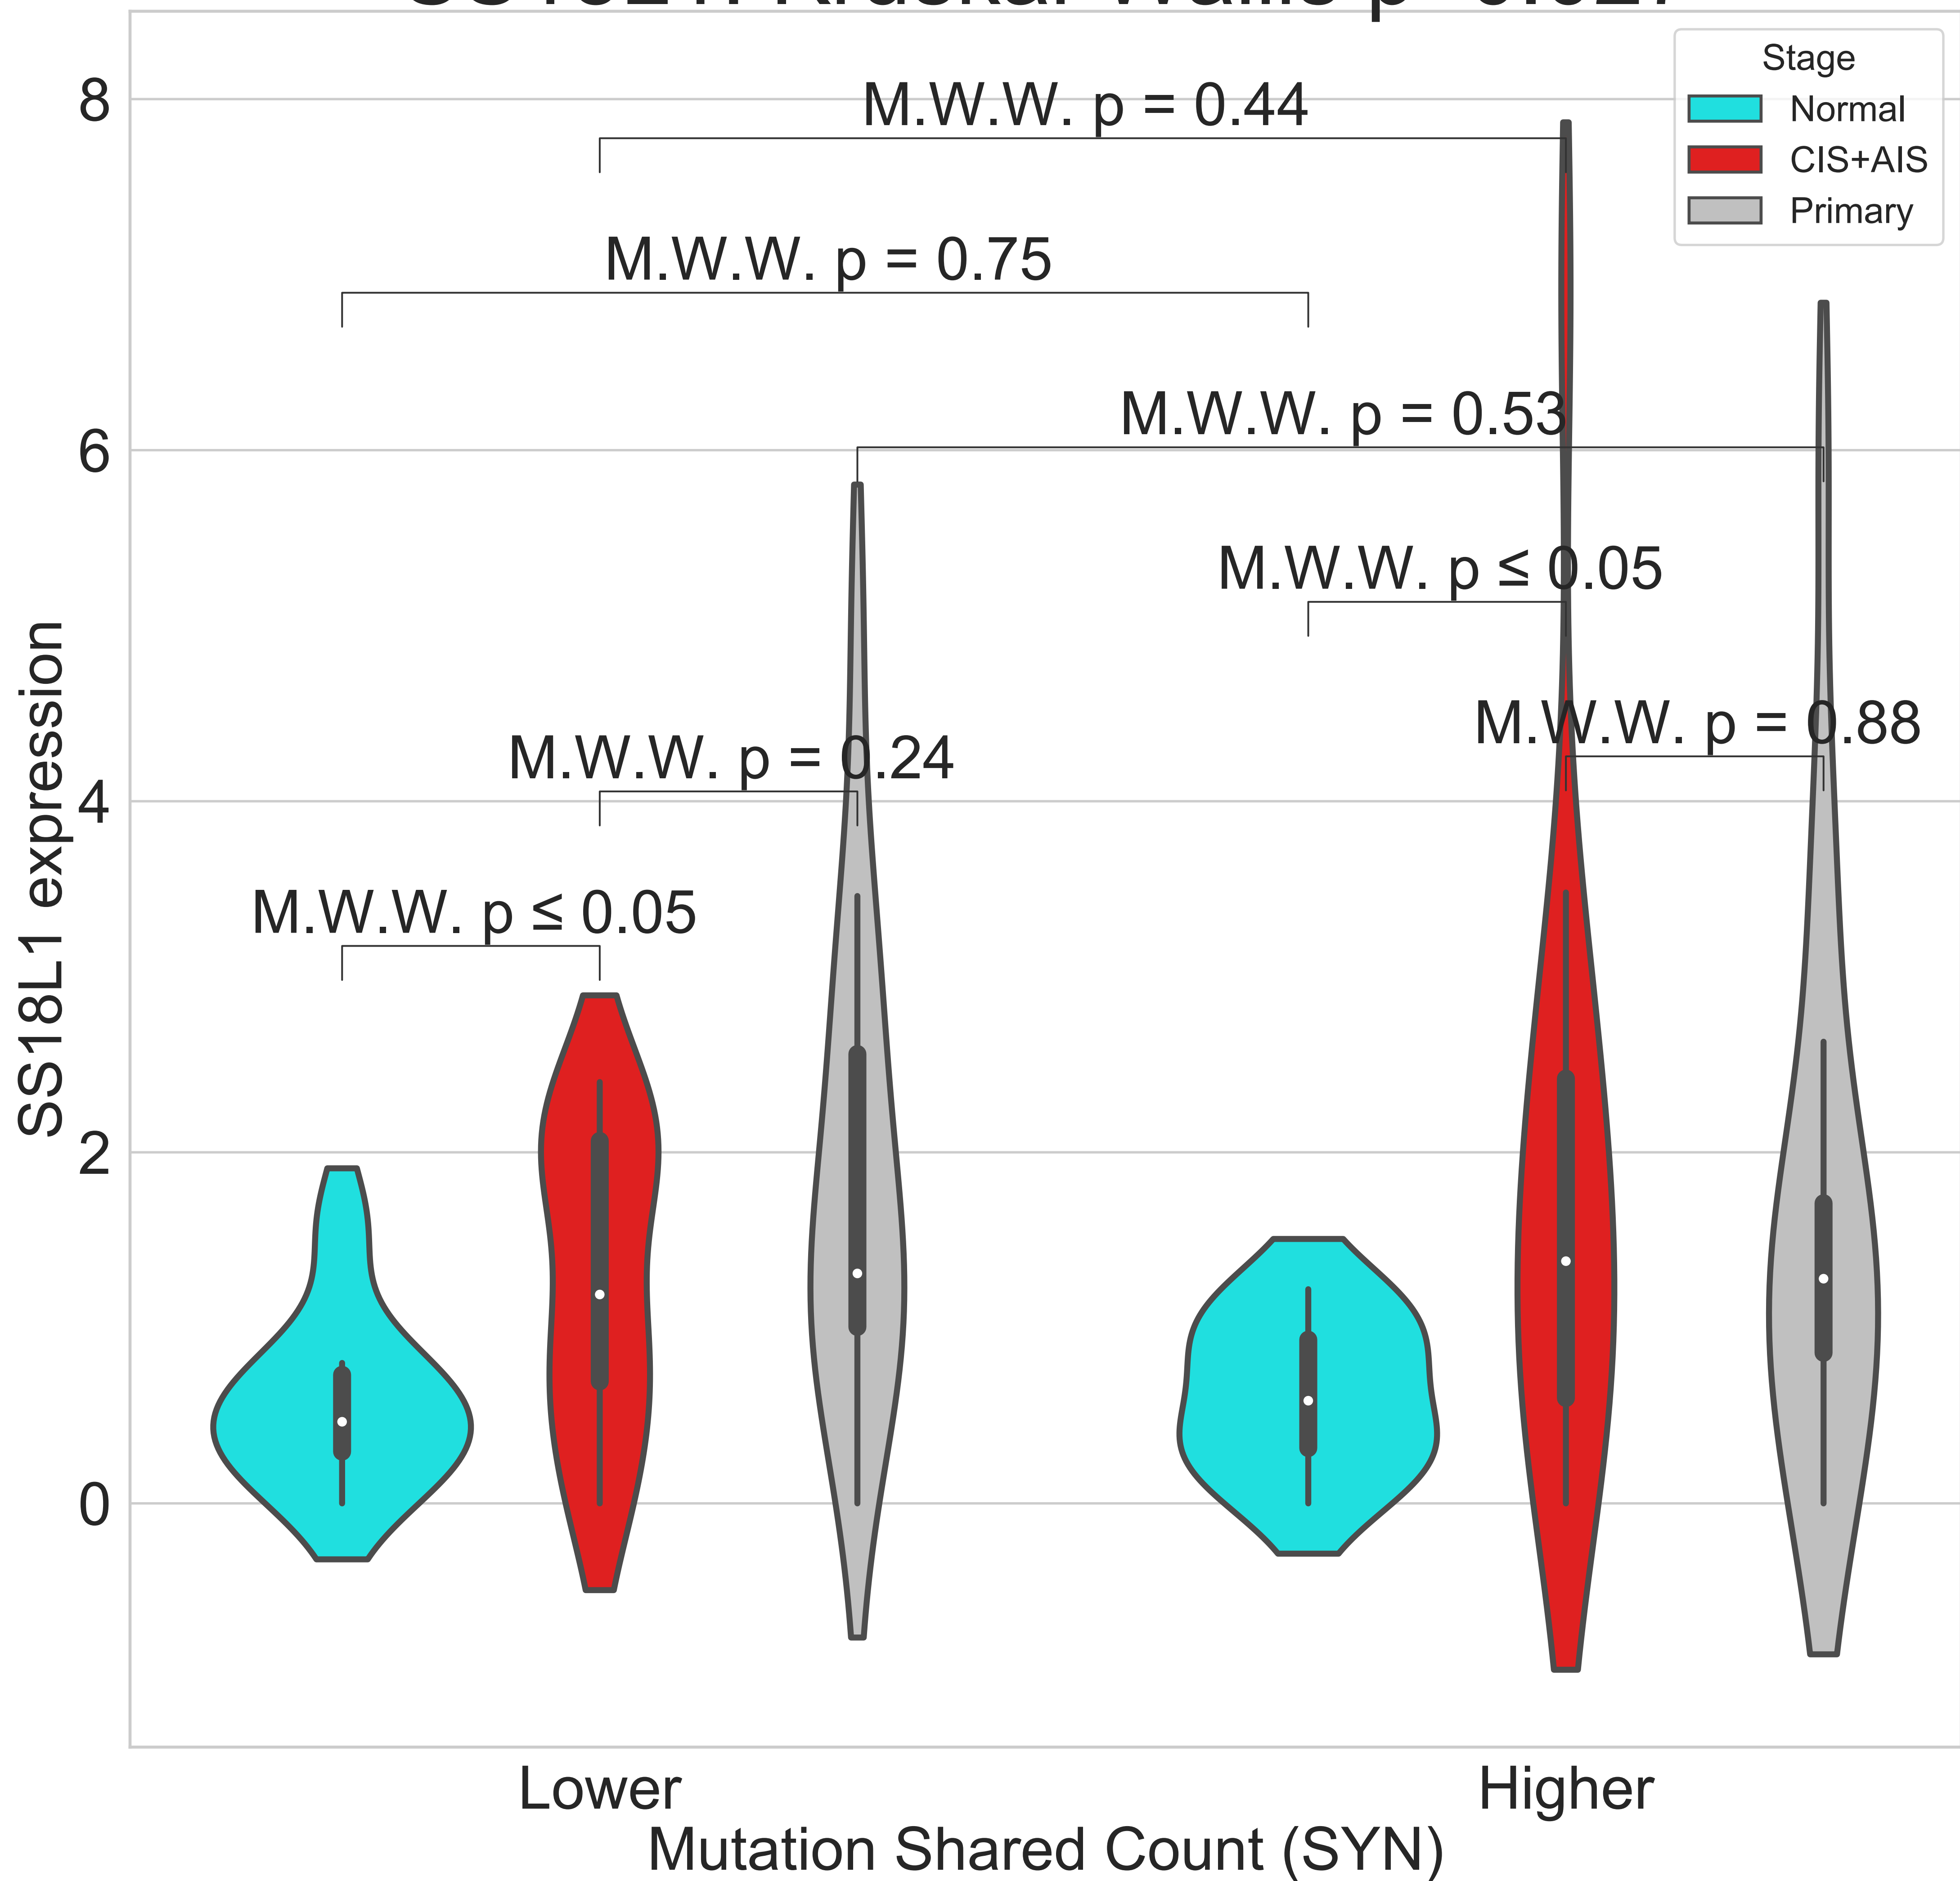 Stage
Normal
CIS+AIS
Primary
M.W.W. p = 0.44
M.W.W. p = 0.75
M.W.W. p = 0.53
M.W.W. p ≤ 0.05
M.W.W. p = 0.88
M.W.W. p = 0.24
M.W.W. p ≤ 0.05
8
6
4
2
0
SS18L1 expression
Lower
Higher
Mutation Shared Count (SYN)